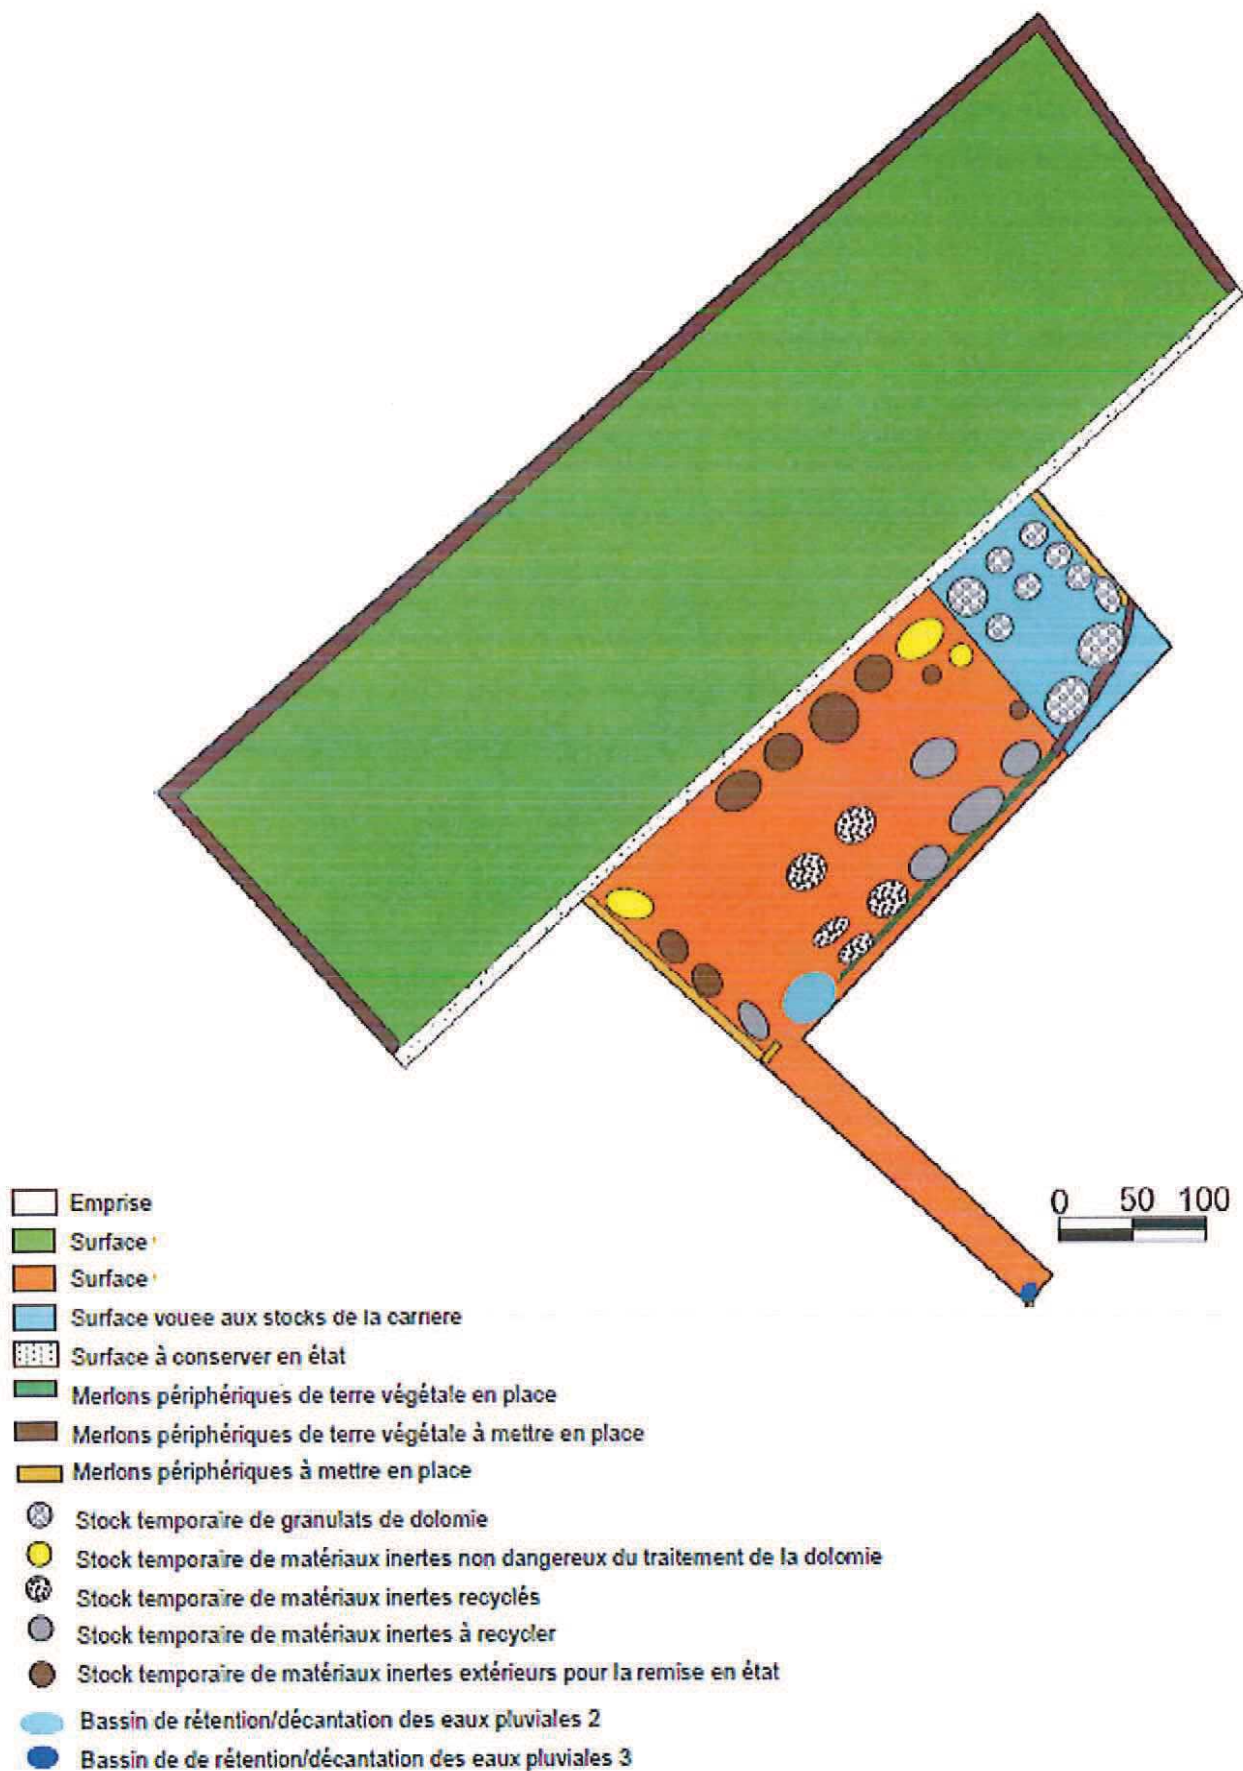 0 50 100
Emprise
Surface
Surface
Surface vouee aux stocks de la carriere
Surface à conserver en état
Merlons périphériques de terre végétale en place
Merlons périphériques de terre végétale à mettre en place
Merlons périphériques à mettre en place
Stock temporaire de granulats de dolomie
Stock temporaire de matériaux inertes non dangereux du traitement de la dolomie
Stock temporaire de matériaux inertes recyclés
Stock temporaire de matériaux inertes à recycler
Stock temporaire de matériaux inertes extérieurs pour la remise en état
Bassin de rétention/décantation des eaux pluviales 2
Bassin de de rétention/décantation des eaux pluviales 3